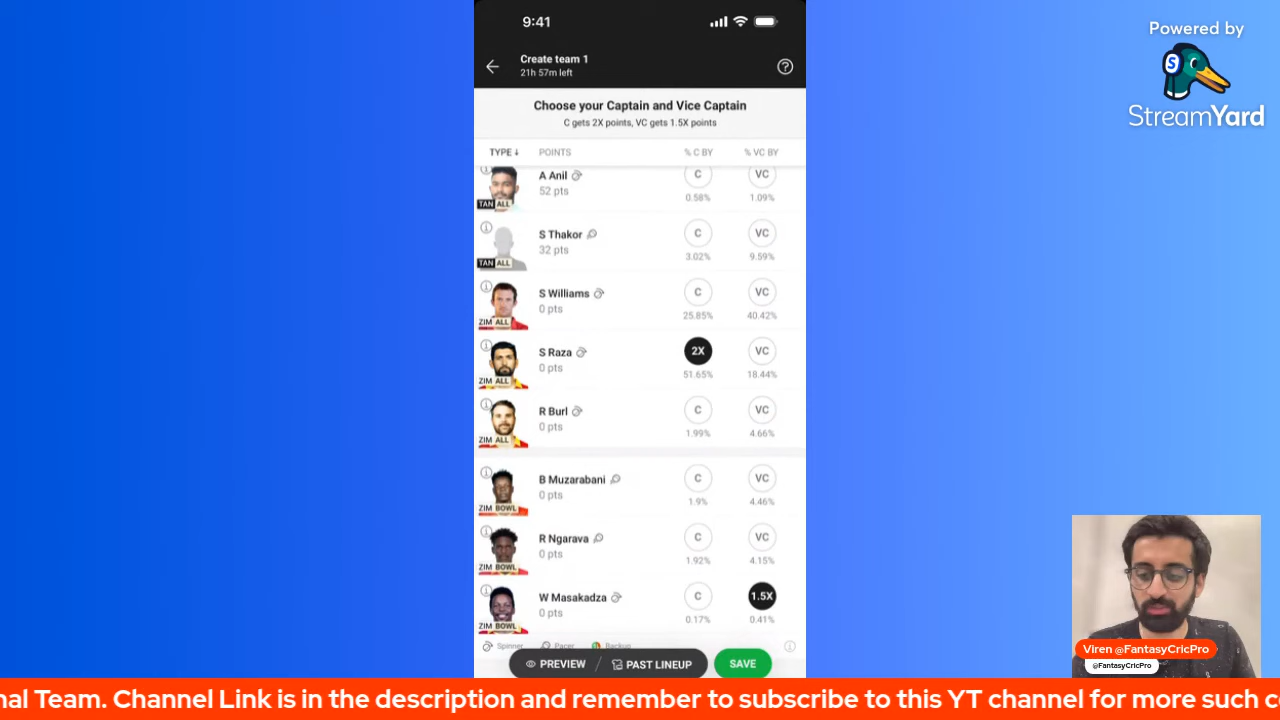 9:41
Create team 1
21h 57m left
Choose your Captain and Vice Captain
C gets 2X points, VC gets 1.5X points
TYPE ↓ POINTS % C BY % VC BY
A Anil C VC
52 pts
TAN ALL 0.58% 1.09%
S Thakor C VC
32 pts
TAN ALL 3.02% 9.59%
S Williams C VC
0 pts
ZIM ALL 25.85% 40.42%
S Raza 2X VC
0 pts
ZIM ALL 51.65% 18.44%
R Burl C VC
0 pts
ZIM ALL 1.99% 4.66%
B Muzarabani C VC
0 pts
ZIM BOWL 1.9% 4.46%
R Ngarava C VC
0 pts
ZIM BOWL 1.92% 4.15%
W Masakadza C 1.5X
0 pts
ZIM BOWL 0.17% 0.41%
Spinner Pacer Backup
PREVIEW / PAST LINEUP SAVE
Powered by
S
StreamYard
Viren @FantasyCricPro
@FantasyCricPro
nal Team. Channel Link is in the description and remember to subscribe to this YT channel for more such c